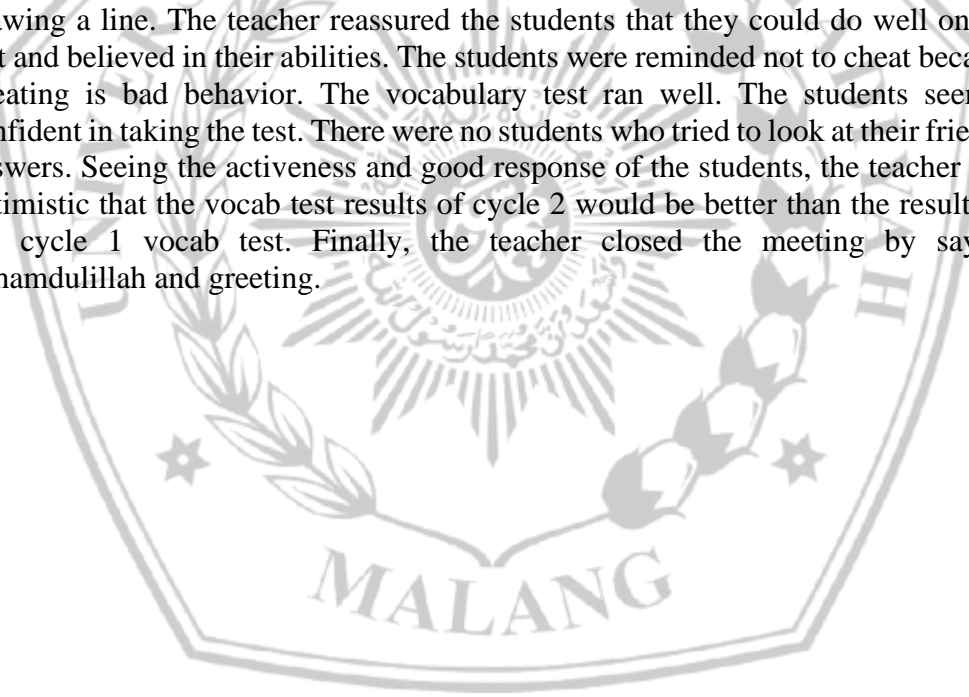 awing a line. The teacher reassured the students that they could do well on
t and believed in their abilities. The students were reminded not to cheat beca
eating is bad behavior. The vocabulary test ran well. The students seer
nfident in taking the test. There were no students who tried to look at their frie
swers. Seeing the activeness and good response of the students, the teacher
timistic that the vocab test results of cycle 2 would be better than the result
cycle 1 vocab test. Finally, the teacher closed the meeting by say
hamdulillah and greeting.
MALANG